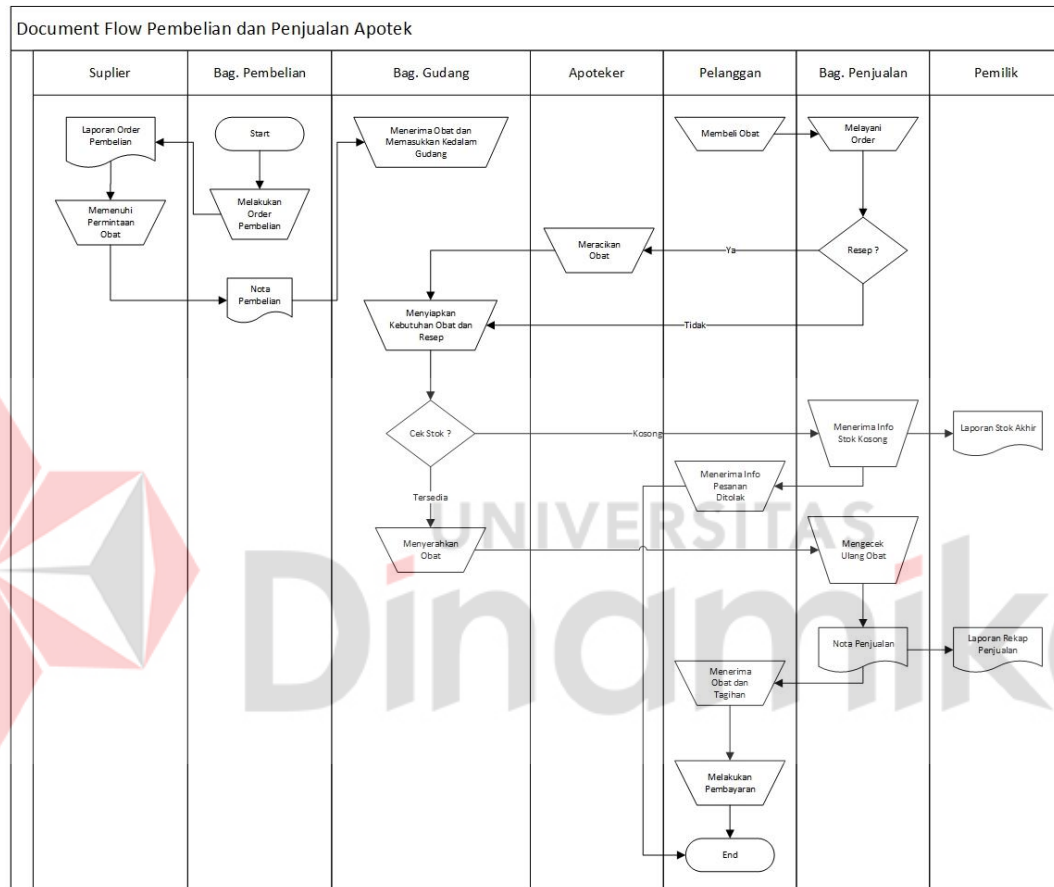 Document Flow Pembelian dan Penjualan Apotek
Suplier
Bag. Pembelian
Bag. Gudang
Apoteker
Pelanggan
Bag. Penjualan
Pemilik
Laporan Order
Pembelian
Start
Menerima Obat dan
Memasukkan Kedalam
Gudang
Membeli Obat
Melayani
Order
Memenuhi
Permintaan
Obat
Melakukan
Order
Pembelian
Meracikan
Obat
Ya
Resep ?
Nota
Pembelian
Menyiapkan
Kebutuhan Obat dan
Resep
Tidak
Cek Stok ?
Kosong
Menerima Info
Stok Kosong
Laporan Stok Akhir
Menerima Info
Pesanan
Ditolak
Tersedia
UNIVERSITAS
Menyerahkan
Obat
Mengecek
Ulang Obat
Dinamika
Nota Penjualan
Laporan Rekap
Penjualan
Menerima
Obat dan
Tagihan
Melakukan
Pembayaran
End